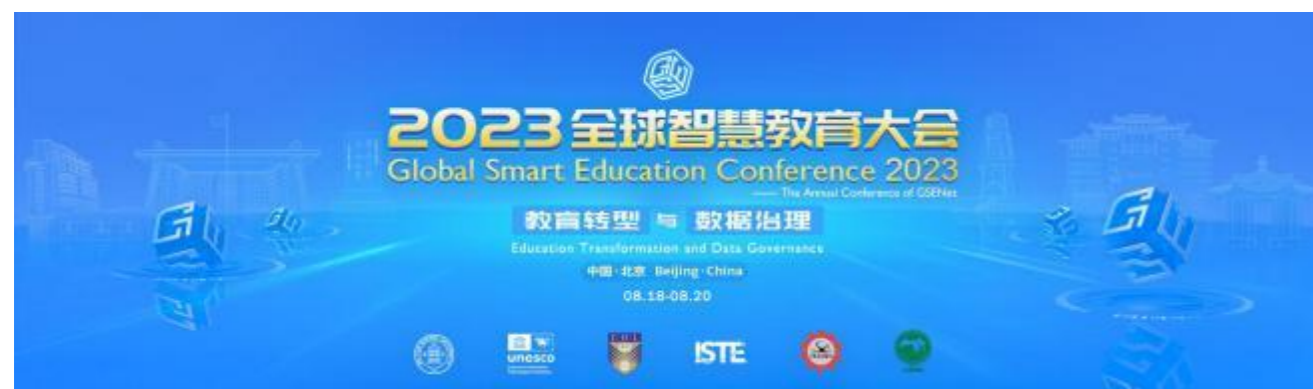 2023全球智慧教育大会
Global Smart Education Conference 2023
—— The Annual Conference of GSENet
教育转型 与 数据治理
Education Transformation and Data Governance
中国·北京 Beijing·China
08.18-08.20
unesco
COL
ISTE